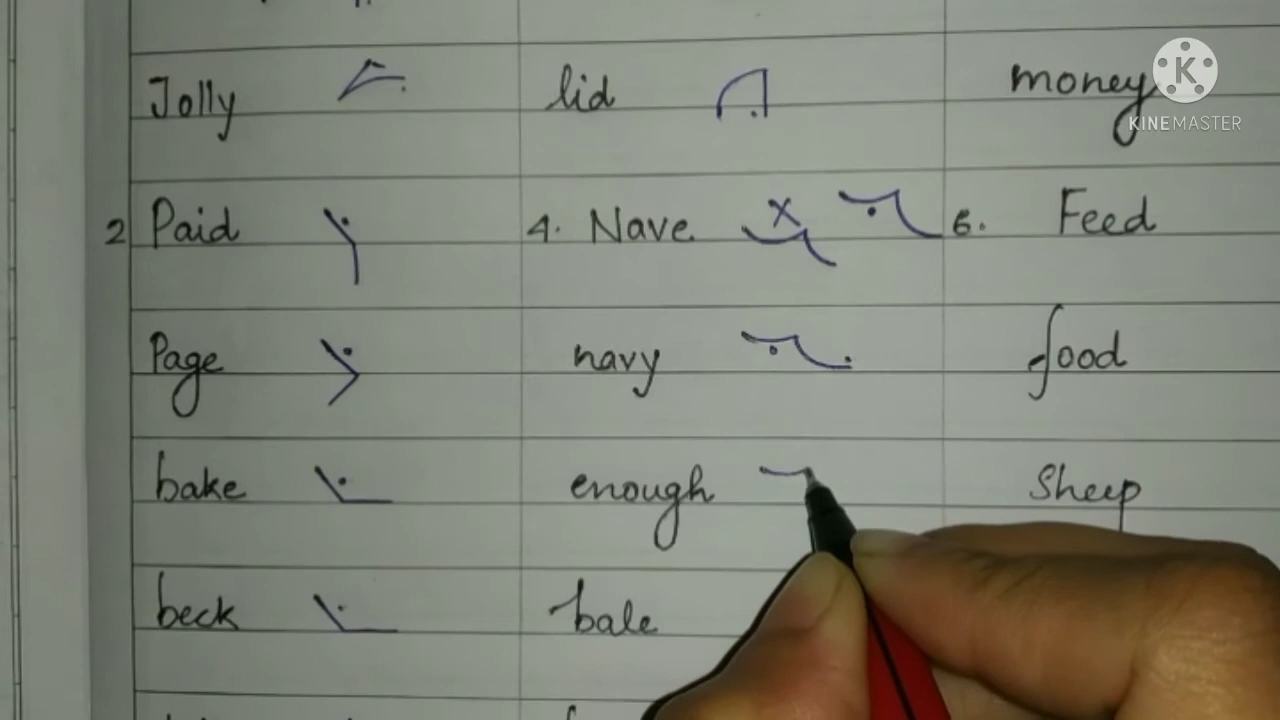 Jolly lid money
K
KINEMASTER
2 Paid 4. Nave x 6. Feed
Page navy food
bake enough Sheep
beck bale